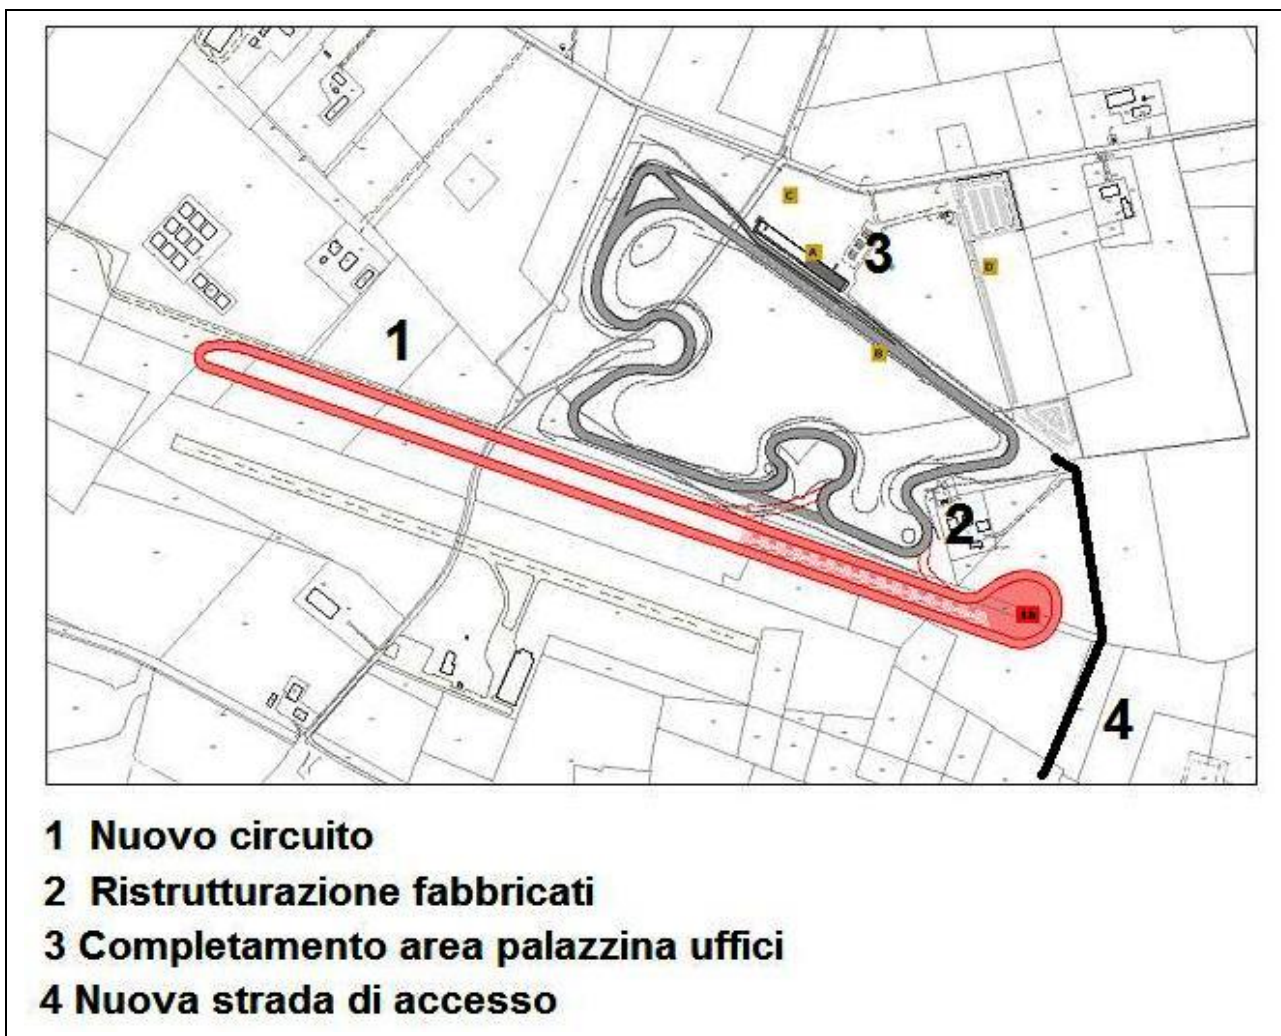 C
3
A
D
1
B
2
4
1 Nuovo circuito
2 Ristrutturazione fabbricati
3 Completamento area palazzina uffici
4 Nuova strada di accesso